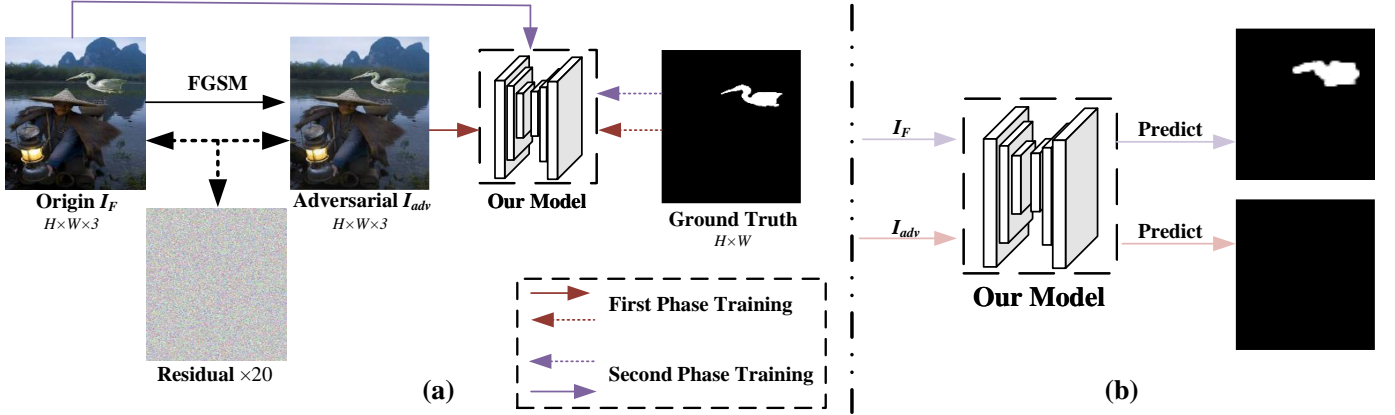 FGSM
Origin I_F
H×W×3
Adversarial I_adv
H×W×3
Our Model
Ground Truth
H×W
Residual ×20
First Phase Training
Second Phase Training
(a)
I_F
Predict
I_adv
Predict
Our Model
(b)